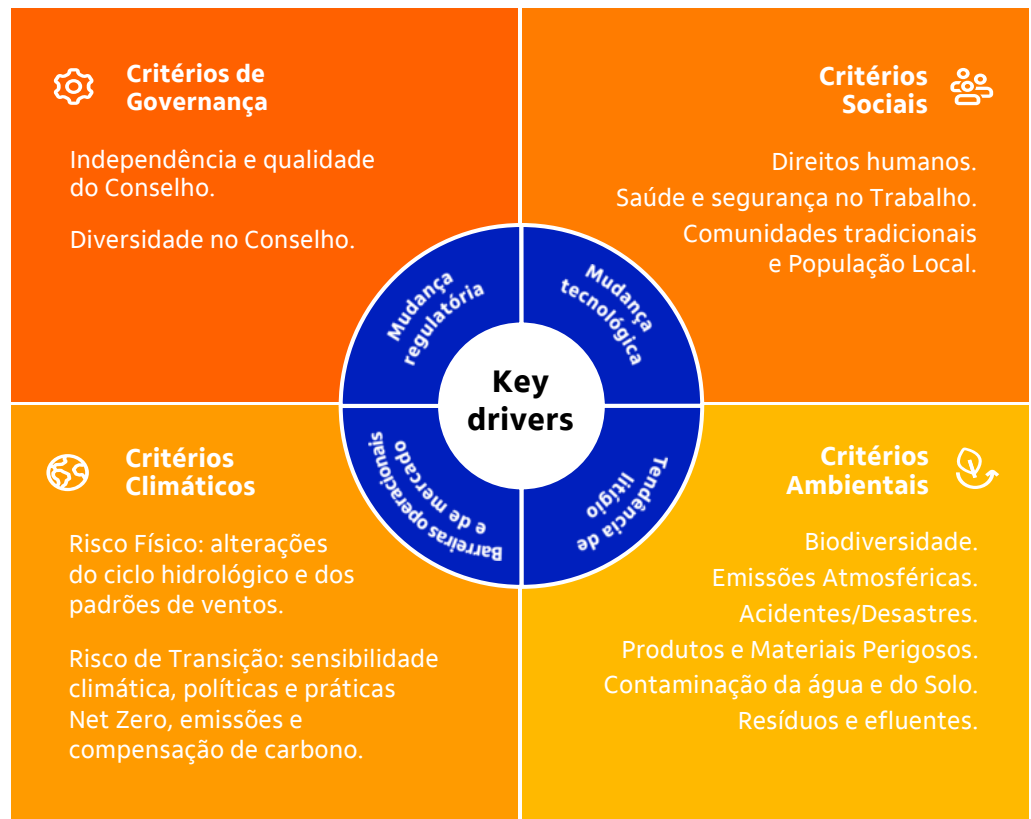 Critérios de
Governança
Independência e qualidade
do Conselho.
Diversidade no Conselho.
Critérios
Sociais
Direitos humanos.
Saúde e segurança no Trabalho.
Comunidades tradicionais
e População Local.
Mudança
regulatória
Mudança
tecnológica
Key
drivers
Barreiras operacionais
e de mercado
Tendência de
litígio
Critérios
Climáticos
Risco Físico: alterações
do ciclo hidrológico e dos
padrões de ventos.
Risco de Transição: sensibilidade
climática, políticas e práticas
Net Zero, emissões e
compensação de carbono.
Critérios
Ambientais
Biodiversidade.
Emissões Atmosféricas.
Acidentes/Desastres.
Produtos e Materiais Perigosos.
Contaminação da água e do Solo.
Resíduos e efluentes.